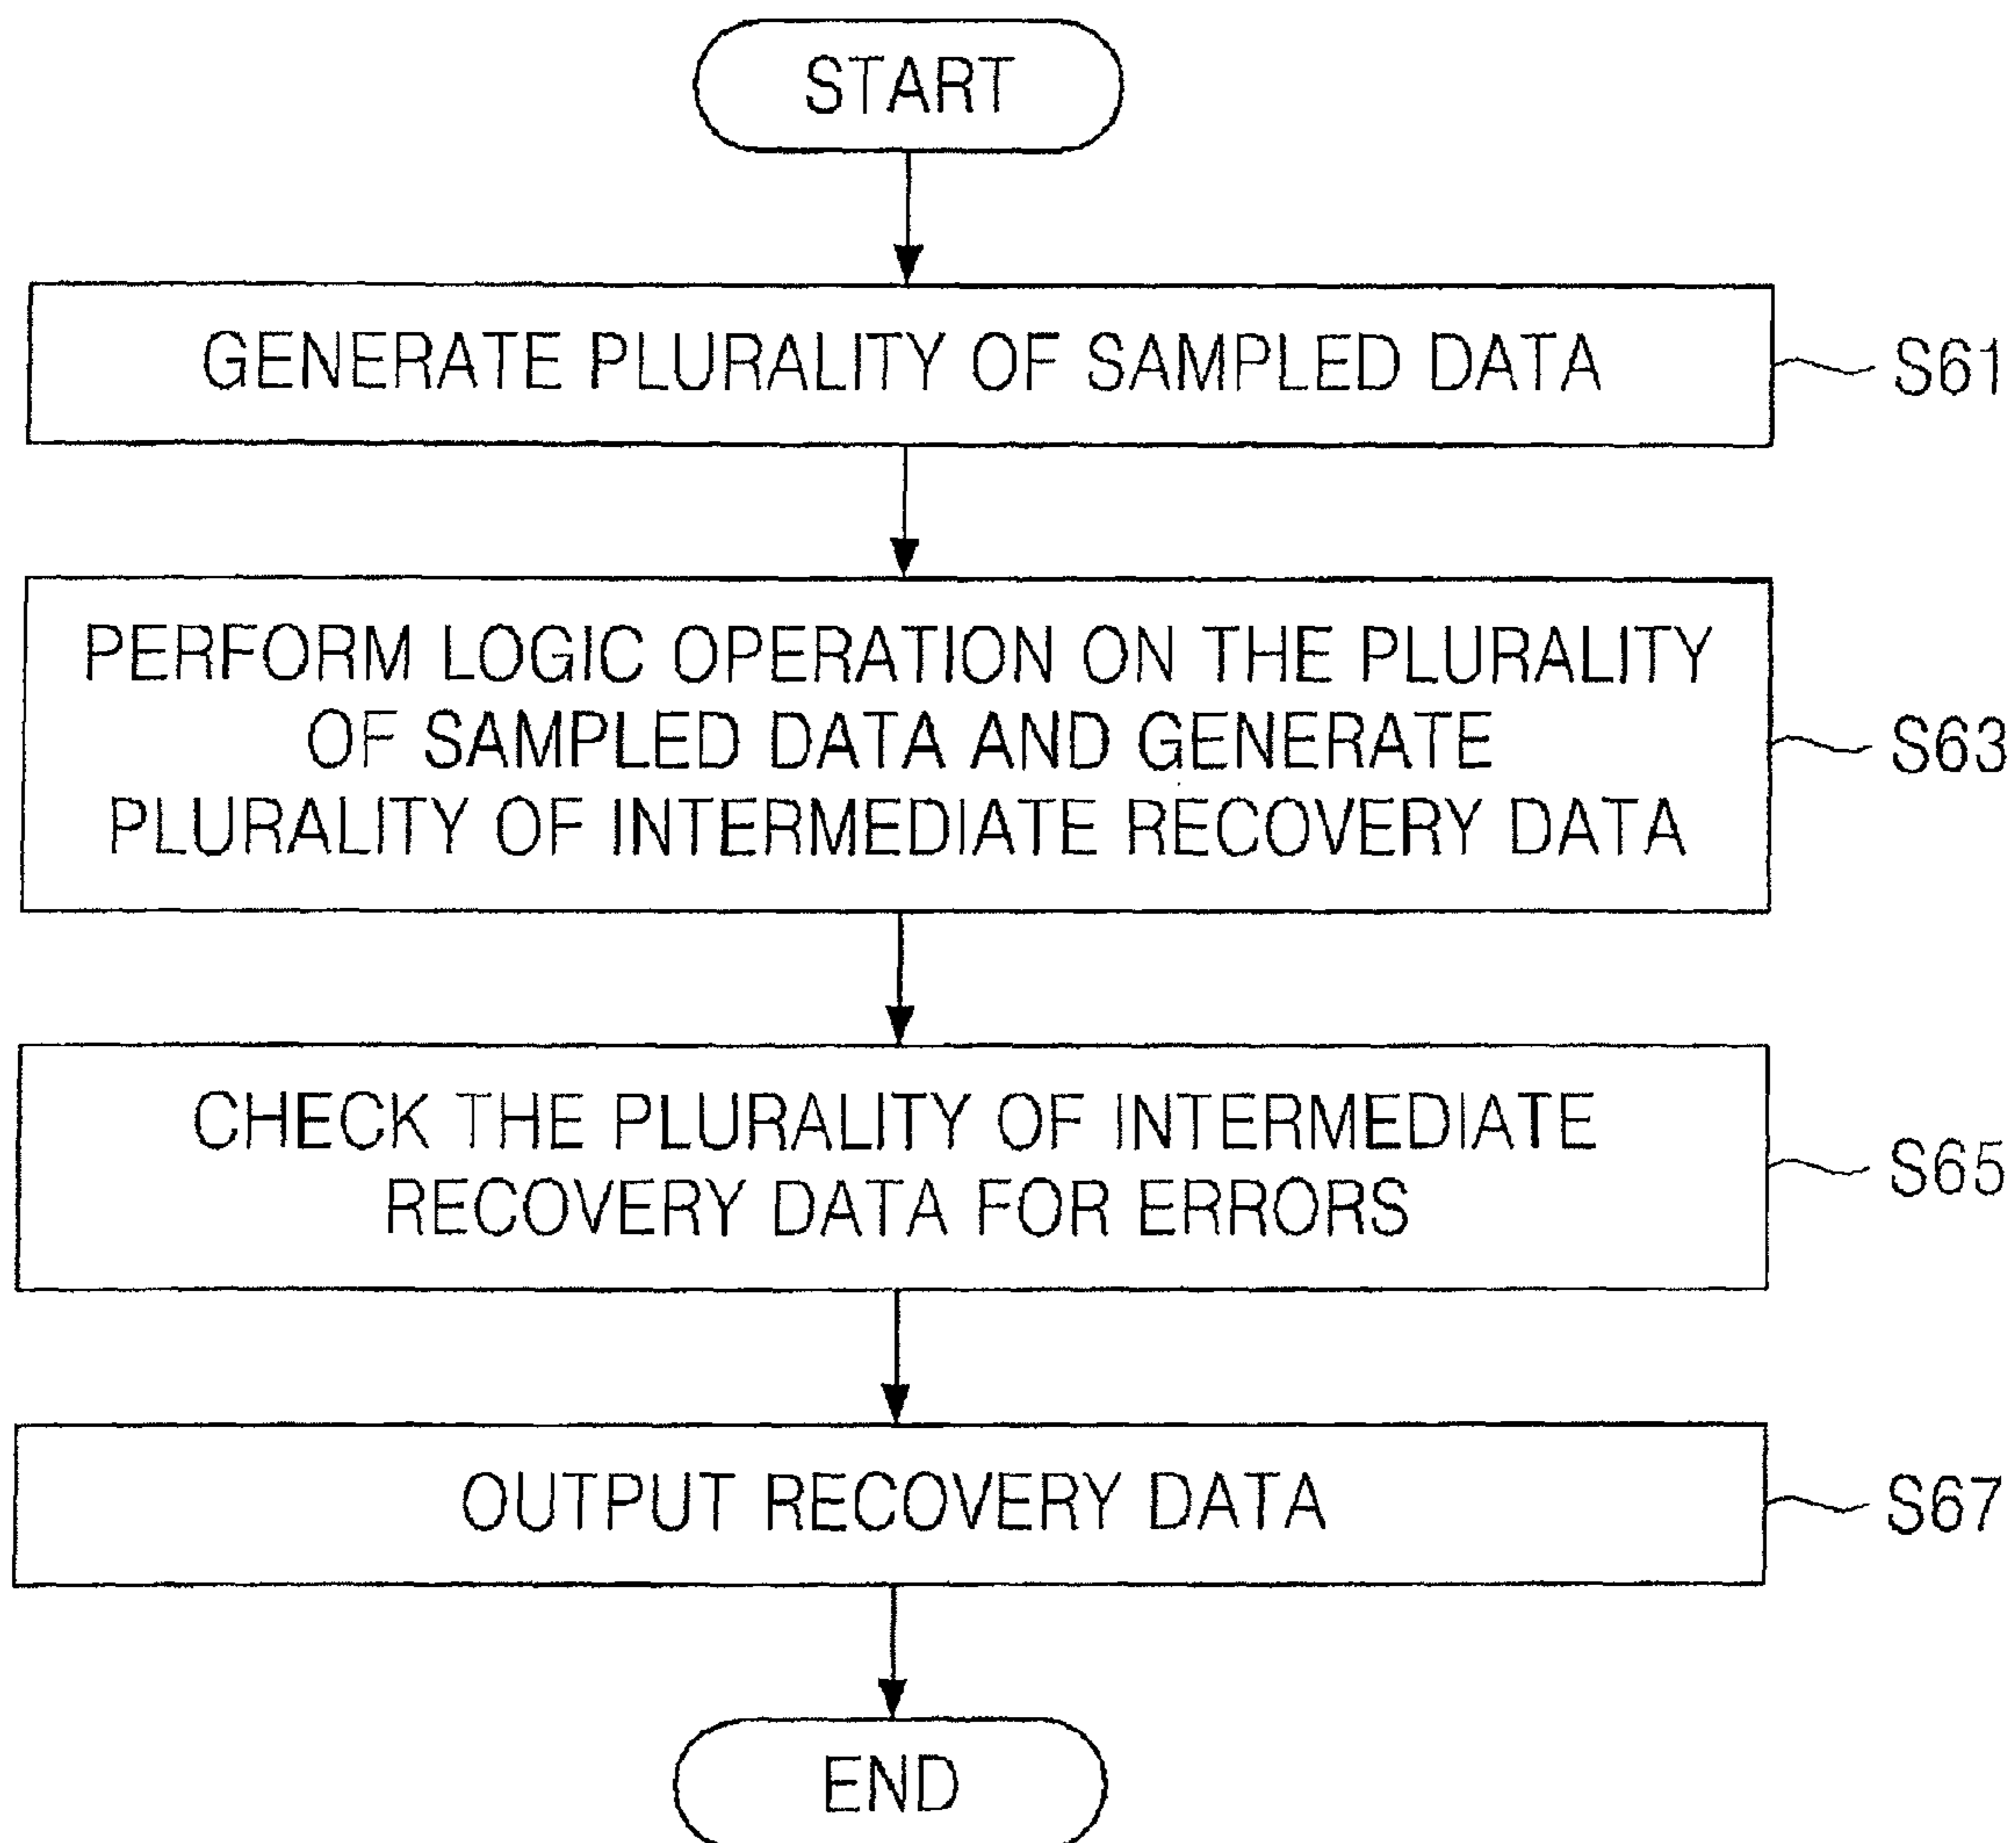 START
GENERATE PLURALITY OF SAMPLED DATA
S61
PERFORM LOGIC OPERATION ON THE PLURALITY
OF SAMPLED DATA AND GENERATE
PLURALITY OF INTERMEDIATE RECOVERY DATA
S63
CHECK THE PLURALITY OF INTERMEDIATE
RECOVERY DATA FOR ERRORS
S65
OUTPUT RECOVERY DATA
S67
END